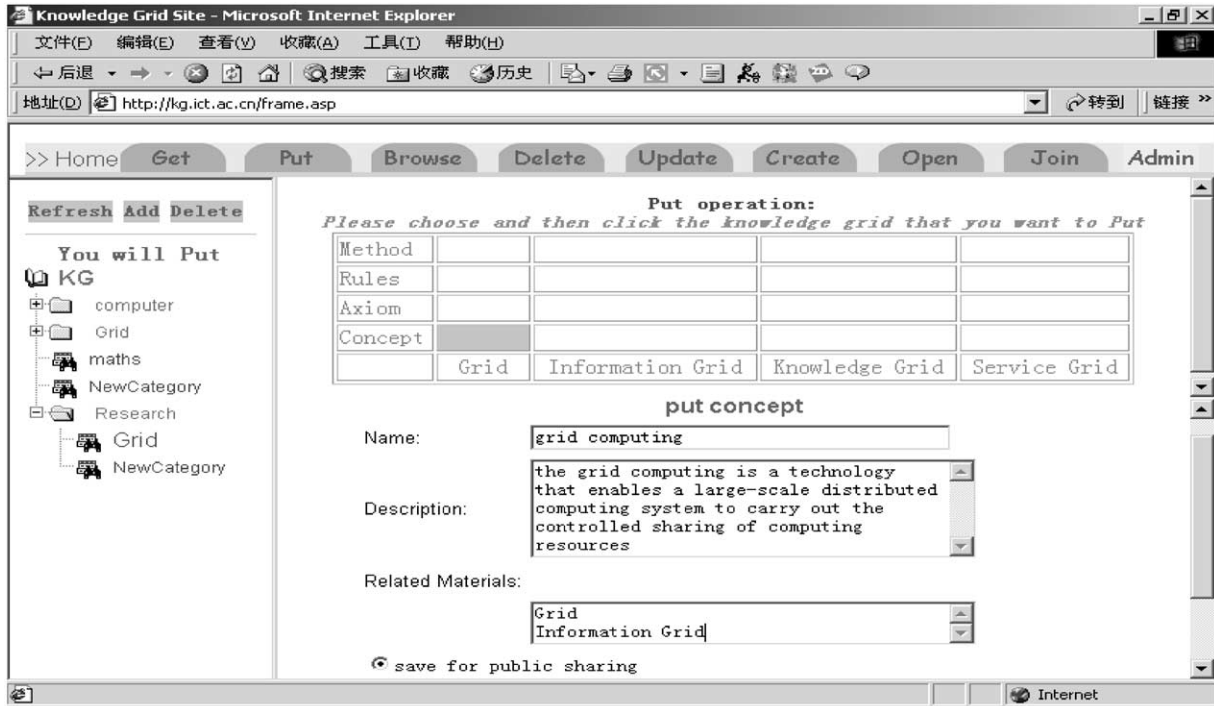 Knowledge Grid Site - Microsoft Internet Explorer
文件(F) 编辑(E) 查看(V) 收藏(A) 工具(T) 帮助(H)
后退 搜索 收藏 历史
地址(D) http://kg.ict.ac.cn/frame.asp 转到 链接 »
>> Home Get Put Browse Delete Update Create Open Join Admin
Refresh Add Delete
You will Put
KG
computer
Grid
maths
NewCategory
Research
Grid
NewCategory
Put operation:
Please choose and then click the knowledge grid that you want to Put
Method
Rules
Axiom
Concept
Grid Information Grid Knowledge Grid Service Grid
put concept
Name: grid computing
Description:
the grid computing is a technology
that enables a large-scale distributed
computing system to carry out the
controlled sharing of computing
resources
Related Materials:
Grid
Information Grid
save for public sharing
Internet